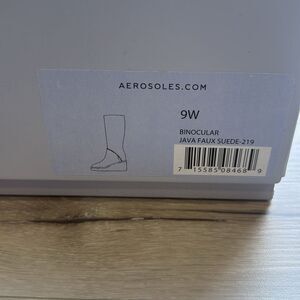 AEROSOLES.COM
9W
BINOCULAR
JAVA FAUX SUEDE-219
7 15585 08468 9